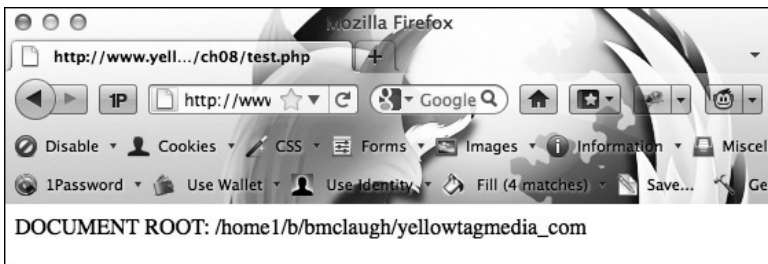 Mozilla Firefox
http://www.yell.../ch08/test.php
1P http://www Google
Disable Cookies CSS Forms Images Information Miscel
1Password Use Wallet Use Identity Fill (4 matches) Save... Ge
DOCUMENT ROOT: /home1/b/bmclaugh/yellowtagmedia_com